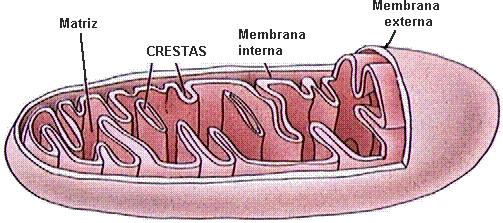 Matriz
CRESTAS
Membrana
interna
Membrana
externa